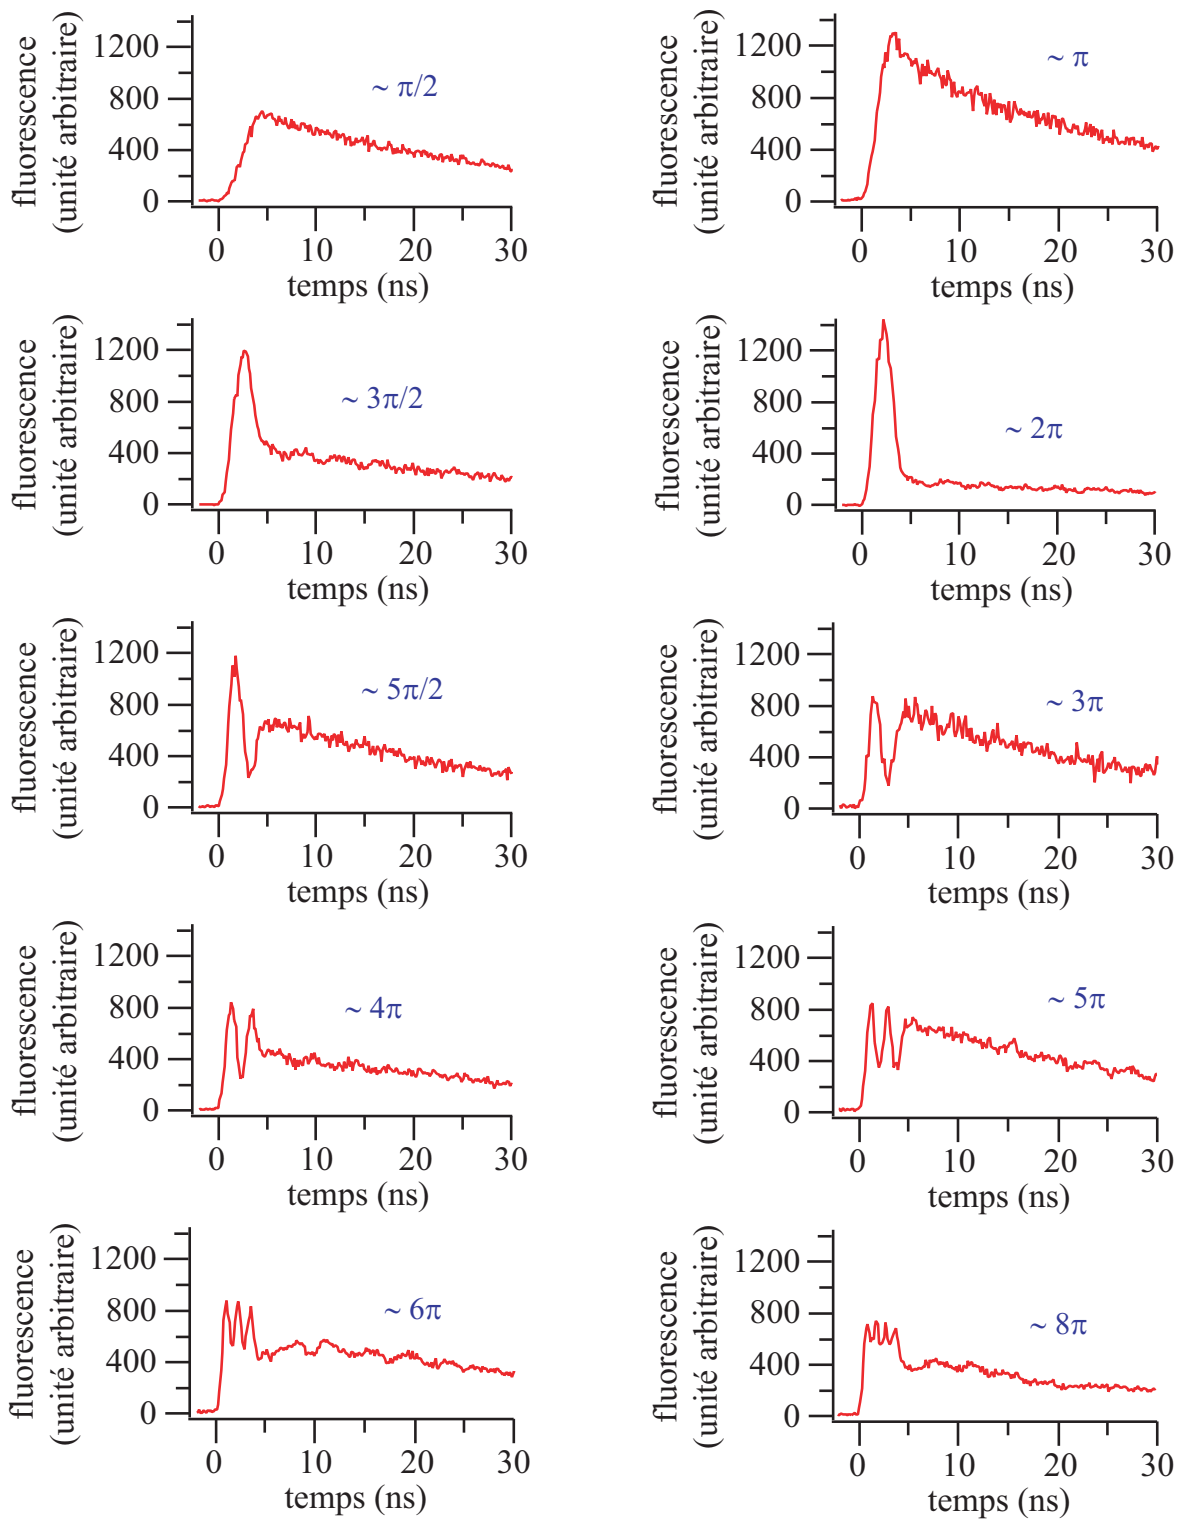 fluorescence
(unité arbitraire)
1200
800
400
0
~ π/2
0 10 20 30
temps (ns)
fluorescence
(unité arbitraire)
1200
800
400
0
~ π
0 10 20 30
temps (ns)
fluorescence
(unité arbitraire)
1200
800
400
0
~ 3π/2
0 10 20 30
temps (ns)
fluorescence
(unité arbitraire)
1200
800
400
0
~ 2π
0 10 20 30
temps (ns)
fluorescence
(unité arbitraire)
1200
800
400
0
~ 5π/2
0 10 20 30
temps (ns)
fluorescence
(unité arbitraire)
1200
800
400
0
~ 3π
0 10 20 30
temps (ns)
fluorescence
(unité arbitraire)
1200
800
400
0
~ 4π
0 10 20 30
temps (ns)
fluorescence
(unité arbitraire)
1200
800
400
0
~ 5π
0 10 20 30
temps (ns)
fluorescence
(unité arbitraire)
1200
800
400
0
~ 6π
0 10 20 30
temps (ns)
fluorescence
(unité arbitraire)
1200
800
400
0
~ 8π
0 10 20 30
temps (ns)